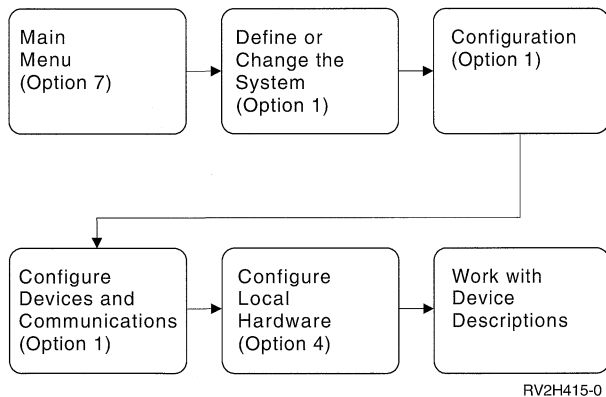 Main
Menu
(Option 7)
Define or
Change the
System
(Option 1)
Configuration
(Option 1)
Configure
Devices and
Communications
(Option 1)
Configure
Local
Hardware
(Option 4)
Work with
Device
Descriptions
RV2H415-0